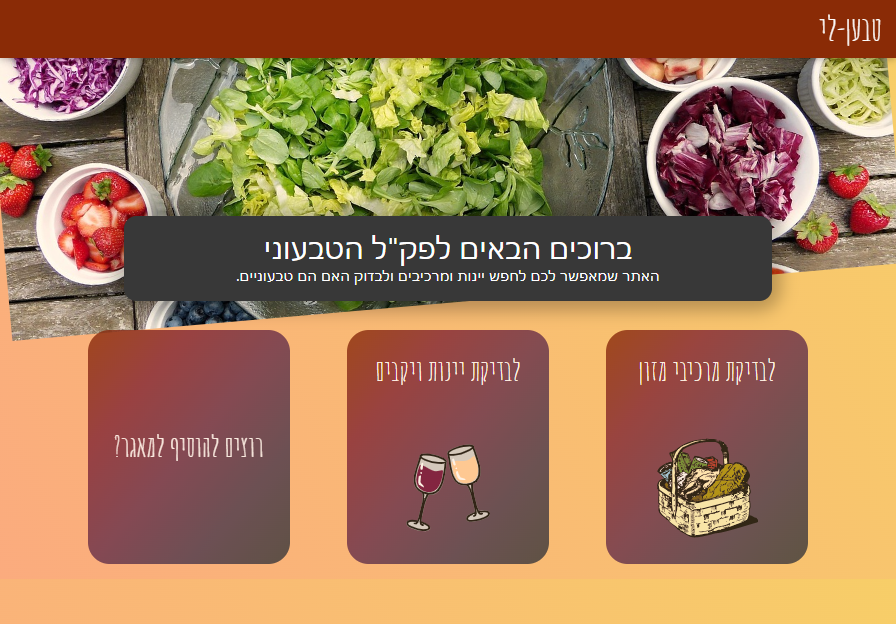 טבען-לי
ברוכים הבאים לפק"ל הטבעוני
האתר שמאפשר לכם לחפש יינות ומרכיבים ולבדוק האם הם טבעוניים.
לבדיקת מרכיבי מזון
לבדיקת יינות ויקבים
רוצים להוסיף למאגר?